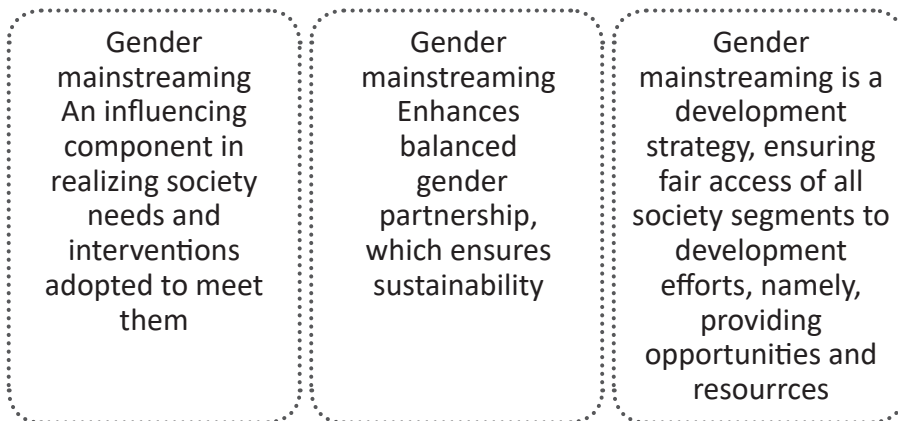 Gender
mainstreaming
An influencing
component in
realizing society
needs and
interventions
adopted to meet
them
Gender
mainstreaming
Enhances
balanced
gender
partnership,
which ensures
sustainability
Gender
mainstreaming is a
development
strategy, ensuring
fair access of all
society segments to
development
efforts, namely,
providing
opportunities and
resourrces